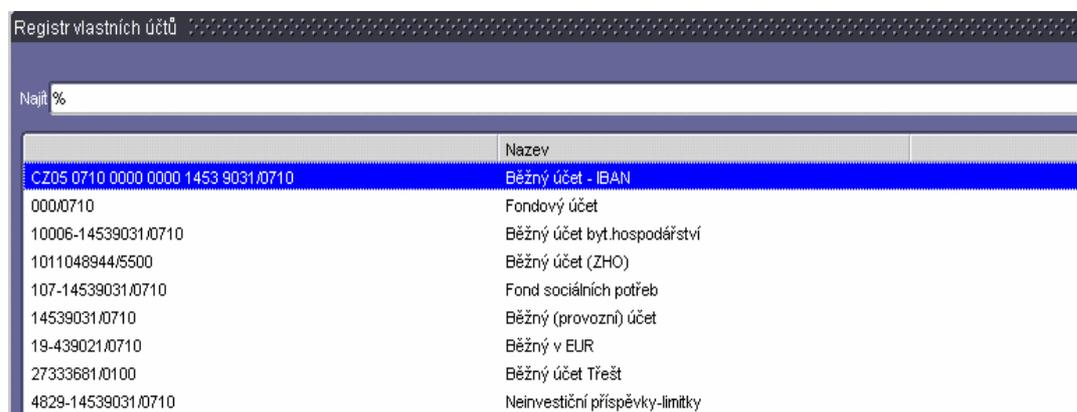 Registr vlastních účtů
Najít %
Nazev
CZ05 0710 0000 0000 1453 9031/0710 Běžný účet - IBAN
000/0710 Fondový účet
10006-14539031/0710 Běžný účet byt.hospodářství
1011048944/5500 Běžný účet (ZHO)
107-14539031/0710 Fond sociálních potřeb
14539031/0710 Běžný (provozní) účet
19-439021/0710 Běžný v EUR
27333681/0100 Běžný účet Třešt
4829-14539031/0710 Neinvestiční příspěvky-limitky